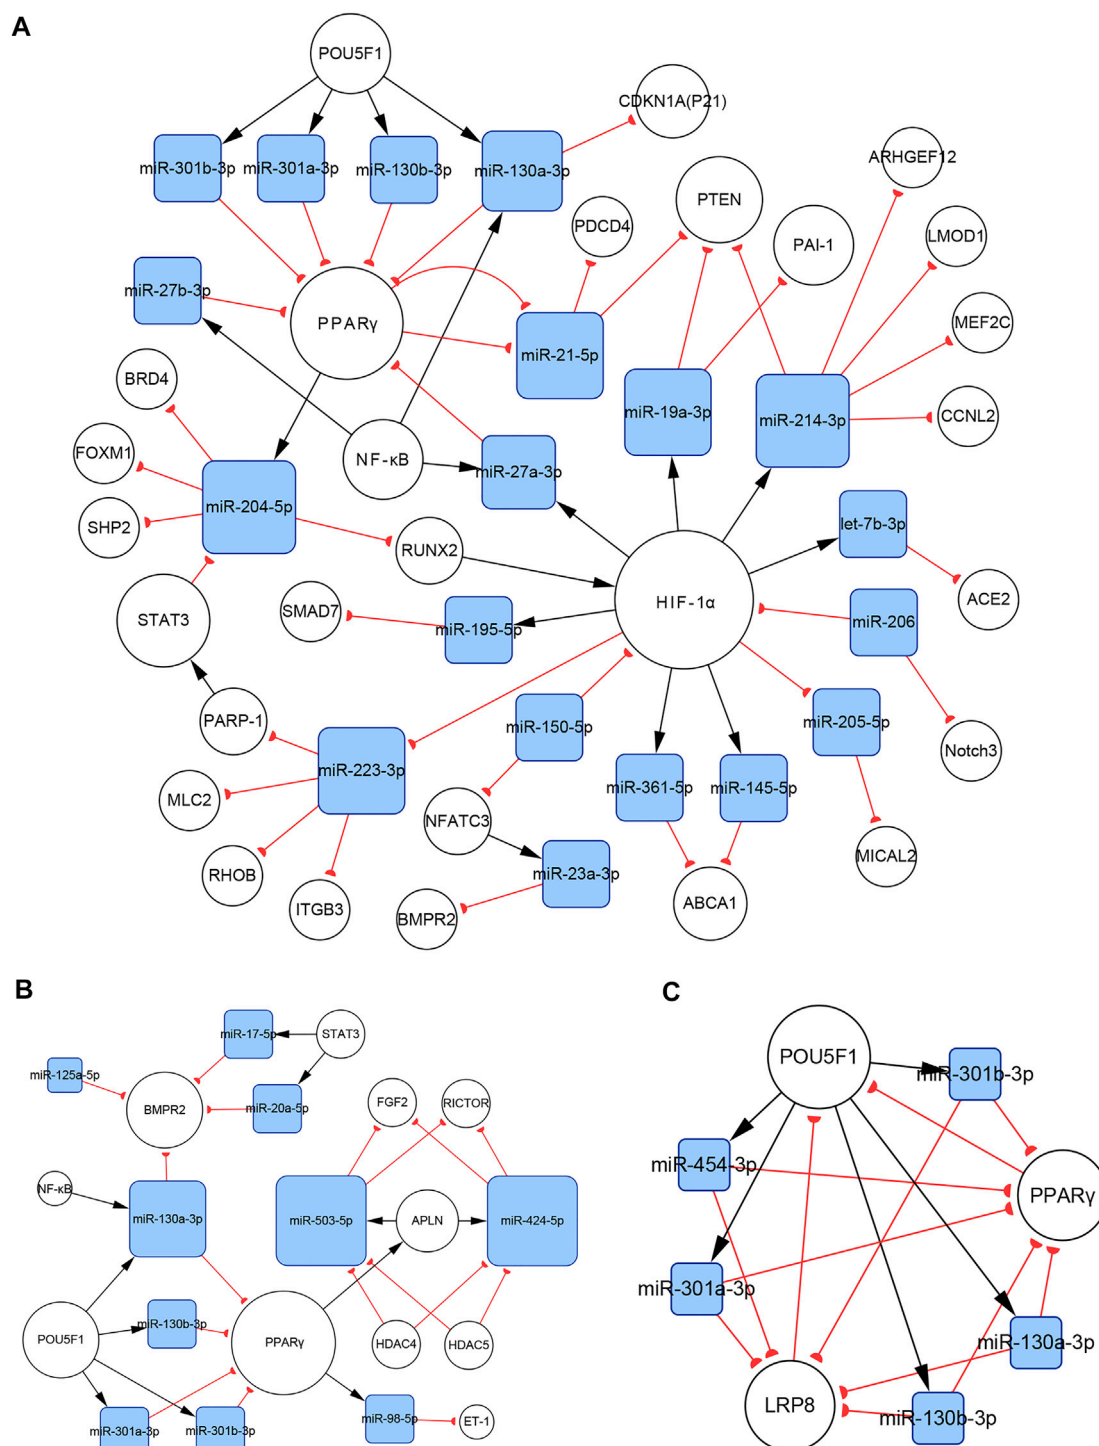 A
POU5F1
CDKN1A(P21)
miR-301b-3p
miR-301a-3p
miR-130b-3p
miR-130a-3p
ARHGEF12
PTEN
PDCD4
LMOD1
PAI-1
miR-27b-3p
PPARγ
MEF2C
miR-21-5p
BRD4
miR-19a-3p
miR-214-3p
CCNL2
FOXM1
NF-κB
miR-27a-3p
miR-204-5p
SHP2
let-7b-3p
RUNX2
HIF-1α
ACE2
SMAD7
STAT3
miR-195-5p
miR-206
PARP-1
miR-150-5p
miR-205-5p
Notch3
miR-223-3p
miR-361-5p
miR-145-5p
MLC2
NFATC3
MICAL2
RHOB
miR-23a-3p
ITGB3
BMPR2
ABCA1
B
miR-17-5p
STAT3
miR-125a-5p
BMPR2
miR-20a-5p
FGF2
RICTOR
NF-κB
miR-130a-3p
miR-503-5p
APLN
miR-424-5p
POU5F1
miR-130b-3p
PPARγ
HDAC4
HDAC5
miR-301a-3p
miR-301b-3p
miR-98-5p
ET-1
C
POU5F1
miR-301b-3p
miR-454-3p
PPARγ
miR-301a-3p
miR-130a-3p
LRP8
miR-130b-3p